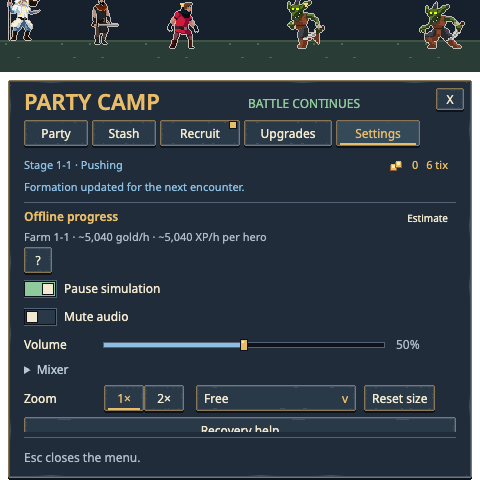 PARTY CAMP
BATTLE CONTINUES
X
Party Stash Recruit Upgrades Settings
Stage 1-1 · Pushing 0 6 tix
Formation updated for the next encounter.
Offline progress Estimate
Farm 1-1 · ~5,040 gold/h · ~5,040 XP/h per hero
?
Pause simulation
Mute audio
Volume 50%
Mixer
Zoom 1× 2× Free v Reset size
Recovery help
Esc closes the menu.